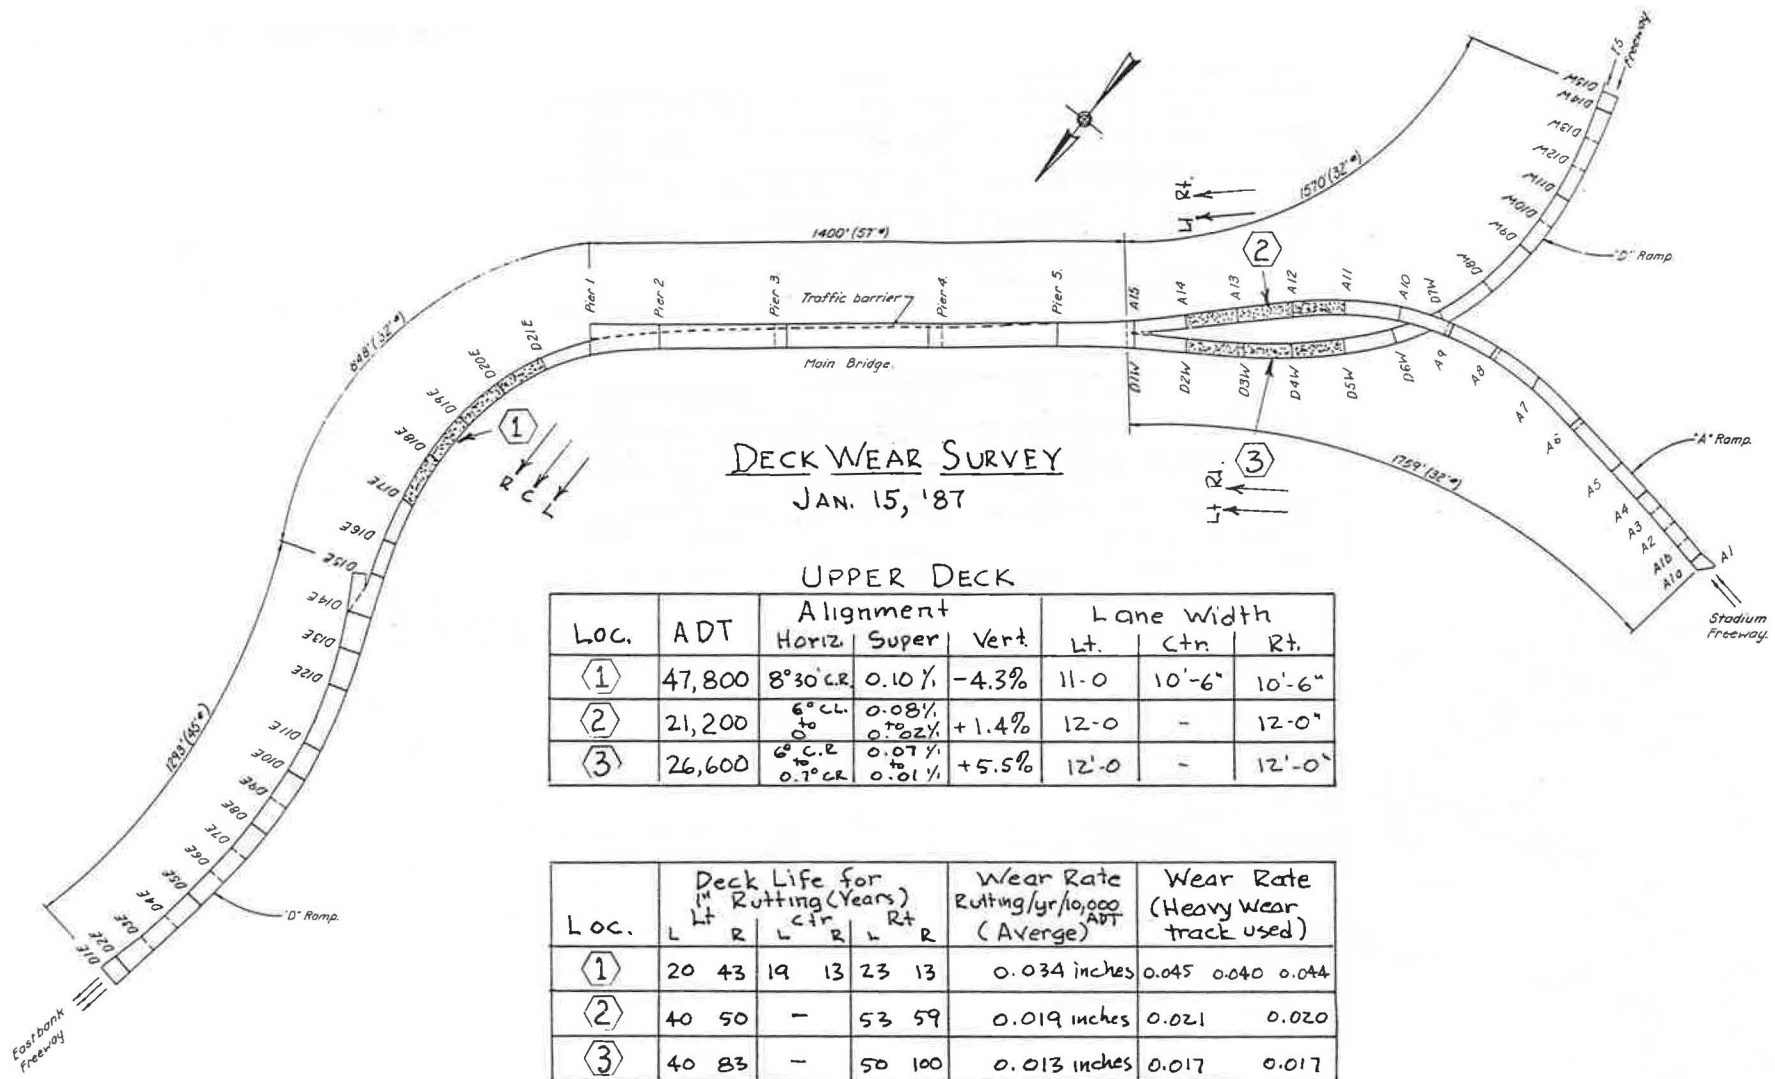 I5
Freeway
D15W
D14W
D13W
D12W
D11W
D10W
D9W
D8W
D7W
"D" Ramp.
1570' (32'⌀)
Rt.
Lt
1400' (57'⌀)
2
Pier 1
Pier 2
Pier 3.
Traffic barrier
Pier 4.
Pier 5.
A15
A14
A13
A12
A11
A10
Main Bridge.
D1W
D2W
D3W
D4W
D5W
D6W
A9
A8
A7
A6
A5
A4
A3
A2
A1b
A1a
A1
"A" Ramp.
1759' (32'⌀)
Stadium
Freeway.
3
Rt.
Lt
848' (32'⌀)
D21E
D20E
D19E
D18E
D17E
D16E
D15E
D14E
D13E
D12E
D11E
D10E
D9E
D8E
D7E
D6E
D5E
D4E
D3E
D2E
D1E
1
R C L
1293' (45'⌀)
"D" Ramp.
Eastbank
Freeway
DECK WEAR SURVEY
JAN. 15, '87
UPPER DECK
Loc. ADT Alignment Lane Width
Horiz. Super Vert. Lt. Ctr. Rt.
1 47,800 8°30' C.R. 0.10 '/, -4.3% 11-0 10'-6" 10'-6"
2 21,200 6° CL. to 0° 0.08'/, to 0.02'/, +1.4% 12-0 - 12-0"
3 26,600 6° C.R to 0.7° CR 0.07 '/, to 0.01 '/, +5.5% 12'-0 - 12'-0"
Loc. Deck Life for 1" Rutting (Years) Wear Rate Rutting/yr/10,000 ADT (Averge) Wear Rate (Heavy Wear track used)
Lt Ctr Rt
L R L R L R
1 20 43 19 13 23 13 0.034 inches 0.045 0.040 0.044
2 40 50 - 53 59 0.019 inches 0.021 0.020
3 40 83 - 50 100 0.013 inches 0.017 0.017